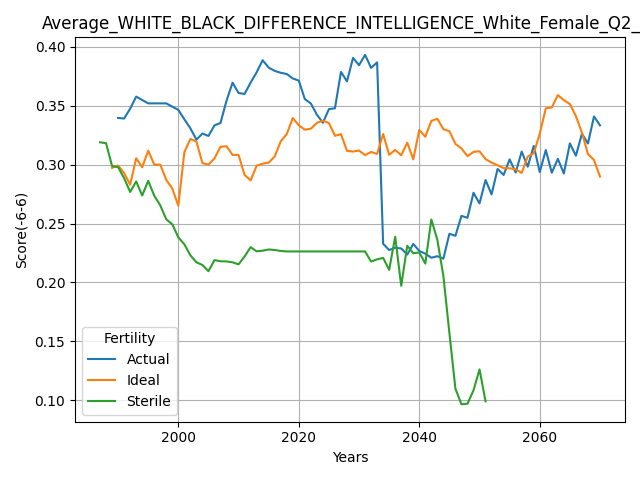 Average_WHITE_BLACK_DIFFERENCE_INTELLIGENCE_White_Female_Q2_
0.40
0.35
0.30
0.25
0.20
0.15
0.10
Score(-6-6)
Fertility
Actual
Ideal
Sterile
2000 2020 2040 2060
Years